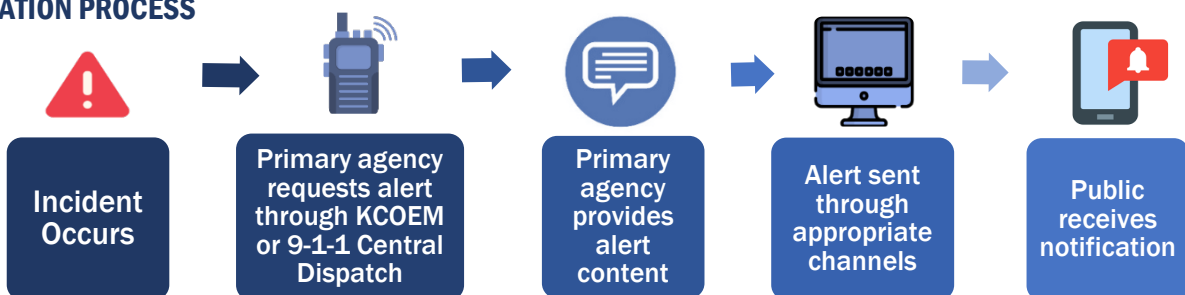 PROCESS
Incident
Occurs
Primary agency
requests alert
through KCOEM
or 9-1-1 Central
Dispatch
Primary
agency
provides
alert
content
Alert sent
through
appropriate
channels
Public
receives
notification